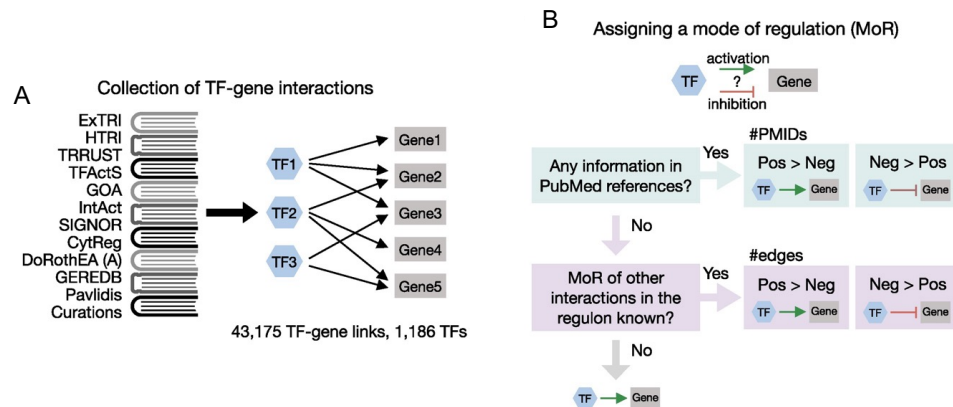 A
Collection of TF-gene interactions
ExTRI
HTRI
TRRUST
TFActS
GOA
IntAct
SIGNOR
CytReg
DoRothEA (A)
GEREDB
Pavlidis
Curations
TF1
TF2
TF3
Gene1
Gene2
Gene3
Gene4
Gene5
43,175 TF-gene links, 1,186 TFs
B
Assigning a mode of regulation (MoR)
activation
TF ? Gene
inhibition
Any information in
PubMed references?
Yes
#PMIDs
Pos > Neg
TF Gene
Neg > Pos
TF Gene
No
MoR of other
interactions in the
regulon known?
Yes
#edges
Pos > Neg
TF Gene
Neg > Pos
TF Gene
No
TF Gene